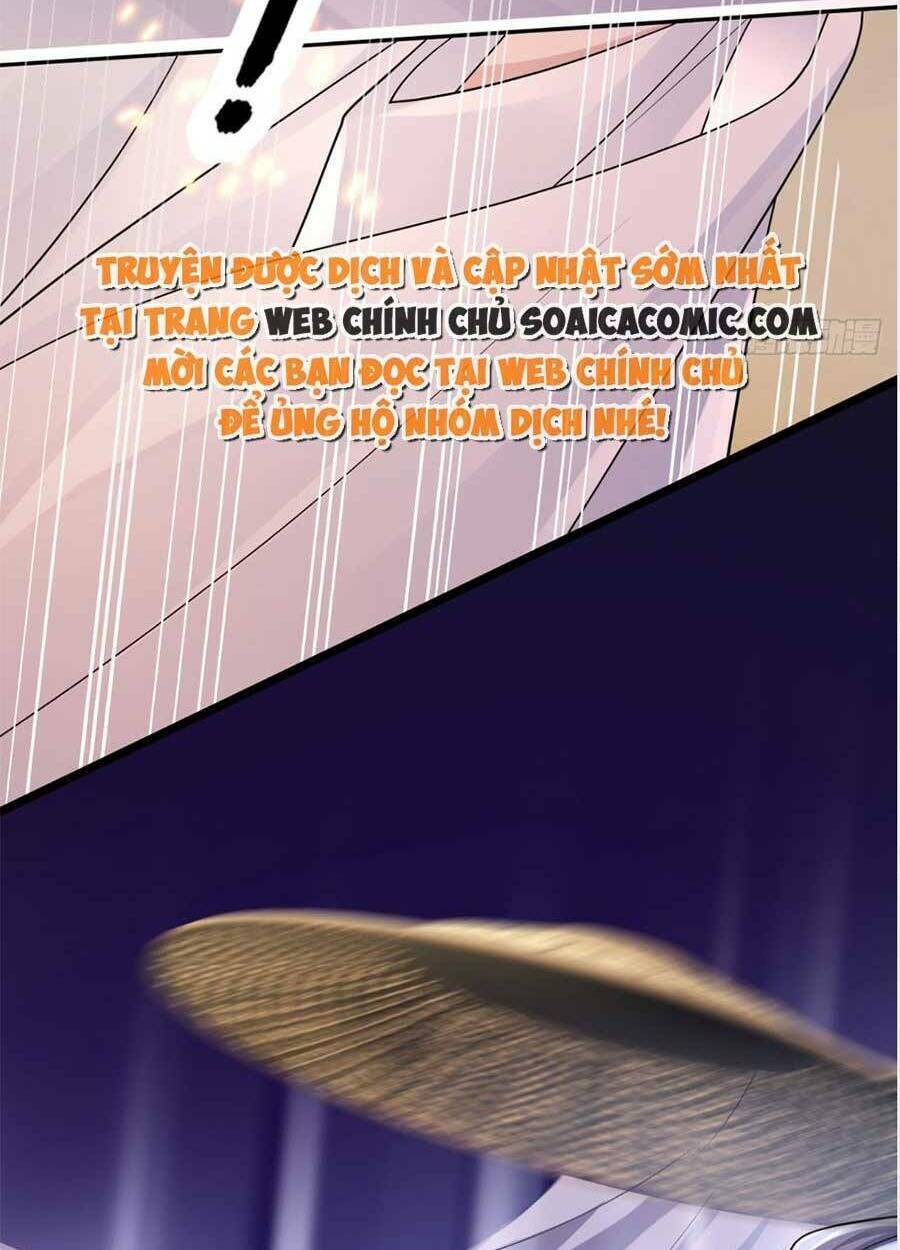 !
TRUYỆN ĐƯỢC DỊCH VÀ CẬP NHẬT SỚM NHẤT
TẠI TRANG WEB CHÍNH CHỦ SOAICACOMIC.COM
MỜI CÁC BẠN ĐỌC TẠI WEB CHÍNH CHỦ
ĐỂ ỦNG HỘ NHÓM DỊCH NHÉ!